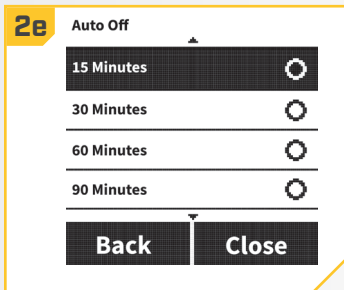 2e
Auto Off
15 Minutes
30 Minutes
60 Minutes
90 Minutes
Back Close